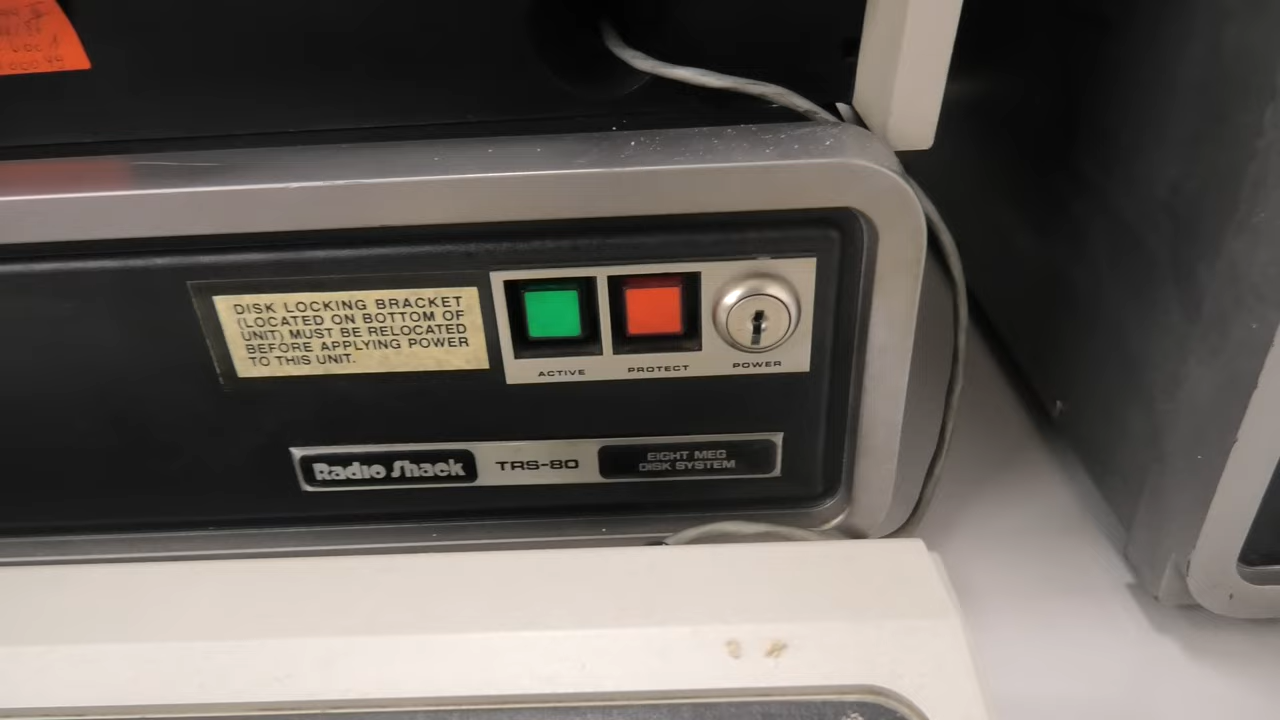 DISK LOCKING BRACKET
(LOCATED ON BOTTOM OF
UNIT) MUST BE RELOCATED
BEFORE APPLYING POWER
TO THIS UNIT.
ACTIVE PROTECT POWER
Radio Shack TRS-80 EIGHT MEG
DISK SYSTEM